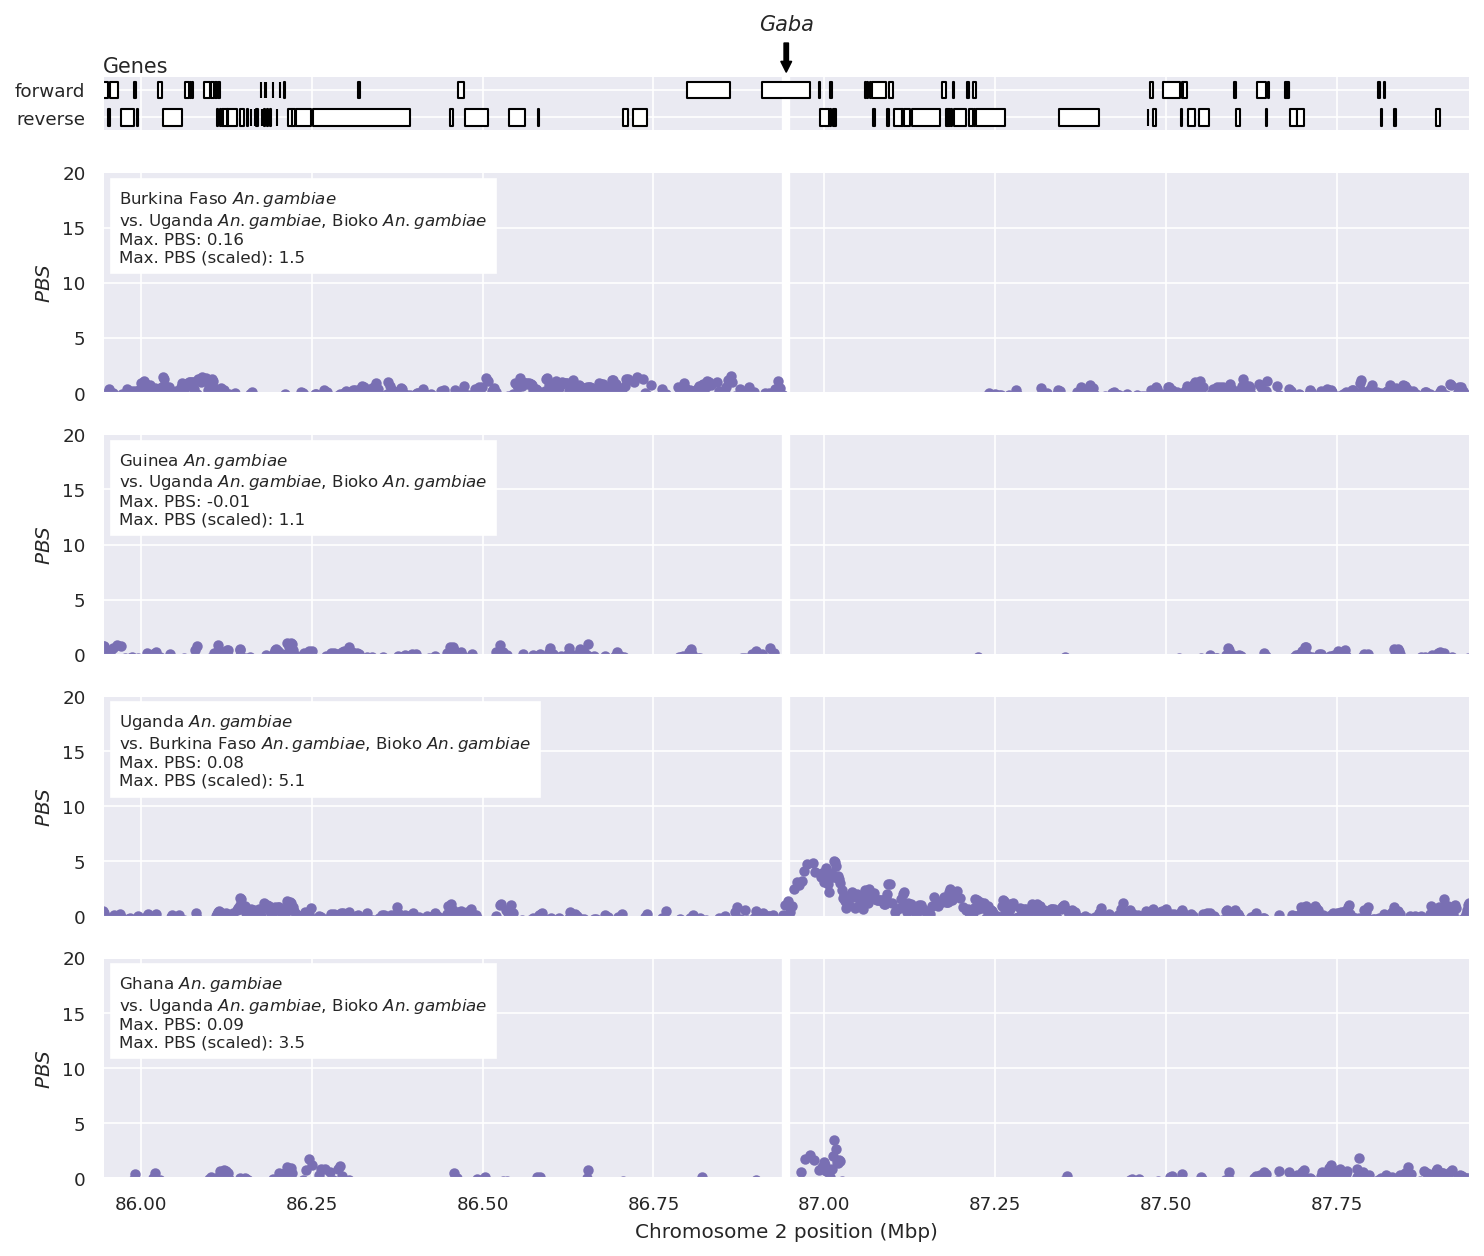 Gaba
Genes
forward
reverse
20
15
10
5
0
PBS
Burkina Faso An.gambiae
vs. Uganda An.gambiae, Bioko An.gambiae
Max. PBS: 0.16
Max. PBS (scaled): 1.5
20
15
10
5
0
PBS
Guinea An.gambiae
vs. Uganda An.gambiae, Bioko An.gambiae
Max. PBS: -0.01
Max. PBS (scaled): 1.1
20
15
10
5
0
PBS
Uganda An.gambiae
vs. Burkina Faso An.gambiae, Bioko An.gambiae
Max. PBS: 0.08
Max. PBS (scaled): 5.1
20
15
10
5
0
PBS
Ghana An.gambiae
vs. Uganda An.gambiae, Bioko An.gambiae
Max. PBS: 0.09
Max. PBS (scaled): 3.5
86.00 86.25 86.50 86.75 87.00 87.25 87.50 87.75
Chromosome 2 position (Mbp)